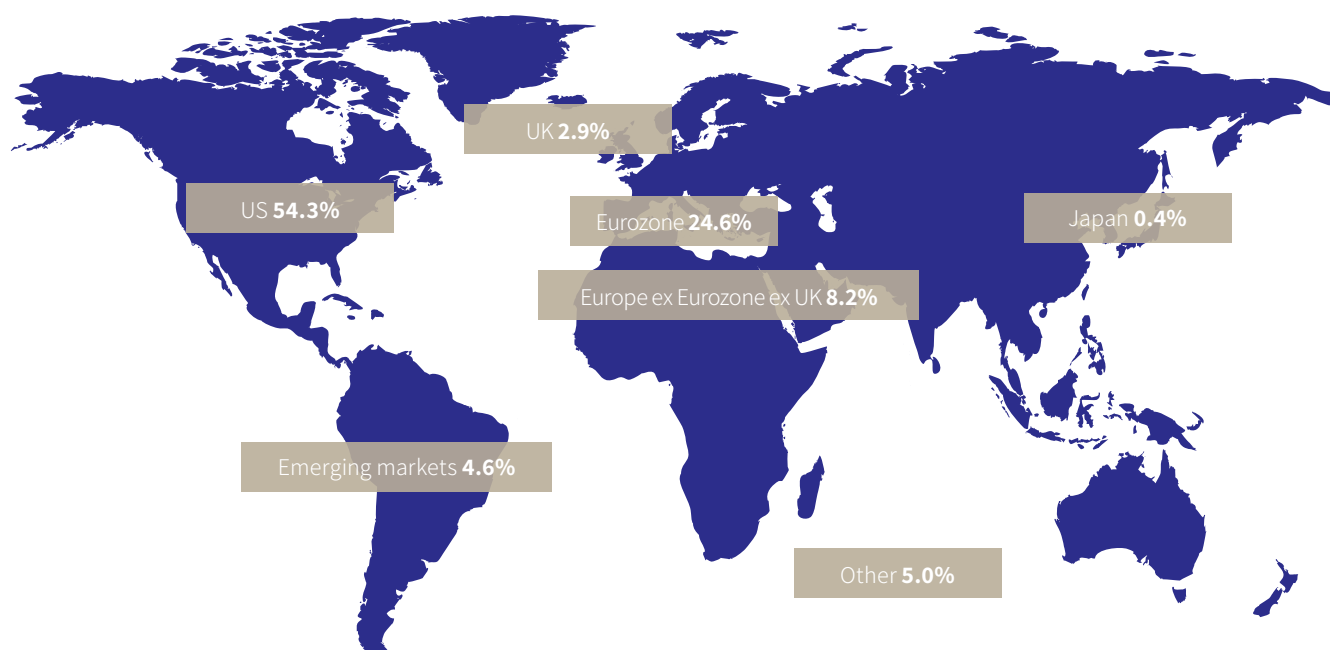 UK 2.9%
US 54.3%
Eurozone 24.6%
Japan 0.4%
Europe ex Eurozone ex UK 8.2%
Emerging markets 4.6%
Other 5.0%